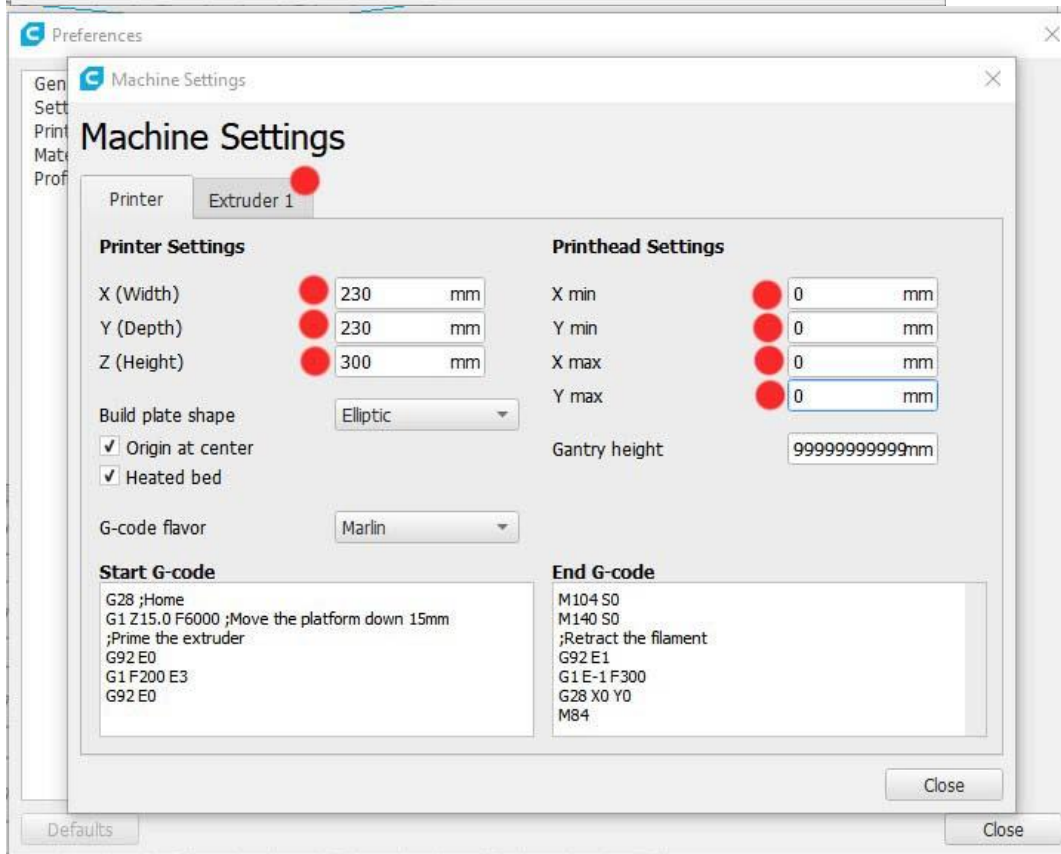 Preferences
Gen
Sett
Print
Mate
Prof
Machine Settings
Machine Settings
Printer
Extruder 1
Printer Settings
X (Width) 230 mm
Y (Depth) 230 mm
Z (Height) 300 mm
Build plate shape Elliptic
Origin at center
Heated bed
G-code flavor Marlin
Printhead Settings
X min 0 mm
Y min 0 mm
X max 0 mm
Y max 0 mm
Gantry height 99999999999mm
Start G-code
G28 ;Home
G1 Z15.0 F6000 ;Move the platform down 15mm
;Prime the extruder
G92 E0
G1 F200 E3
G92 E0
End G-code
M104 S0
M140 S0
;Retract the filament
G92 E1
G1 E-1 F300
G28 X0 Y0
M84
Close
Defaults
Close